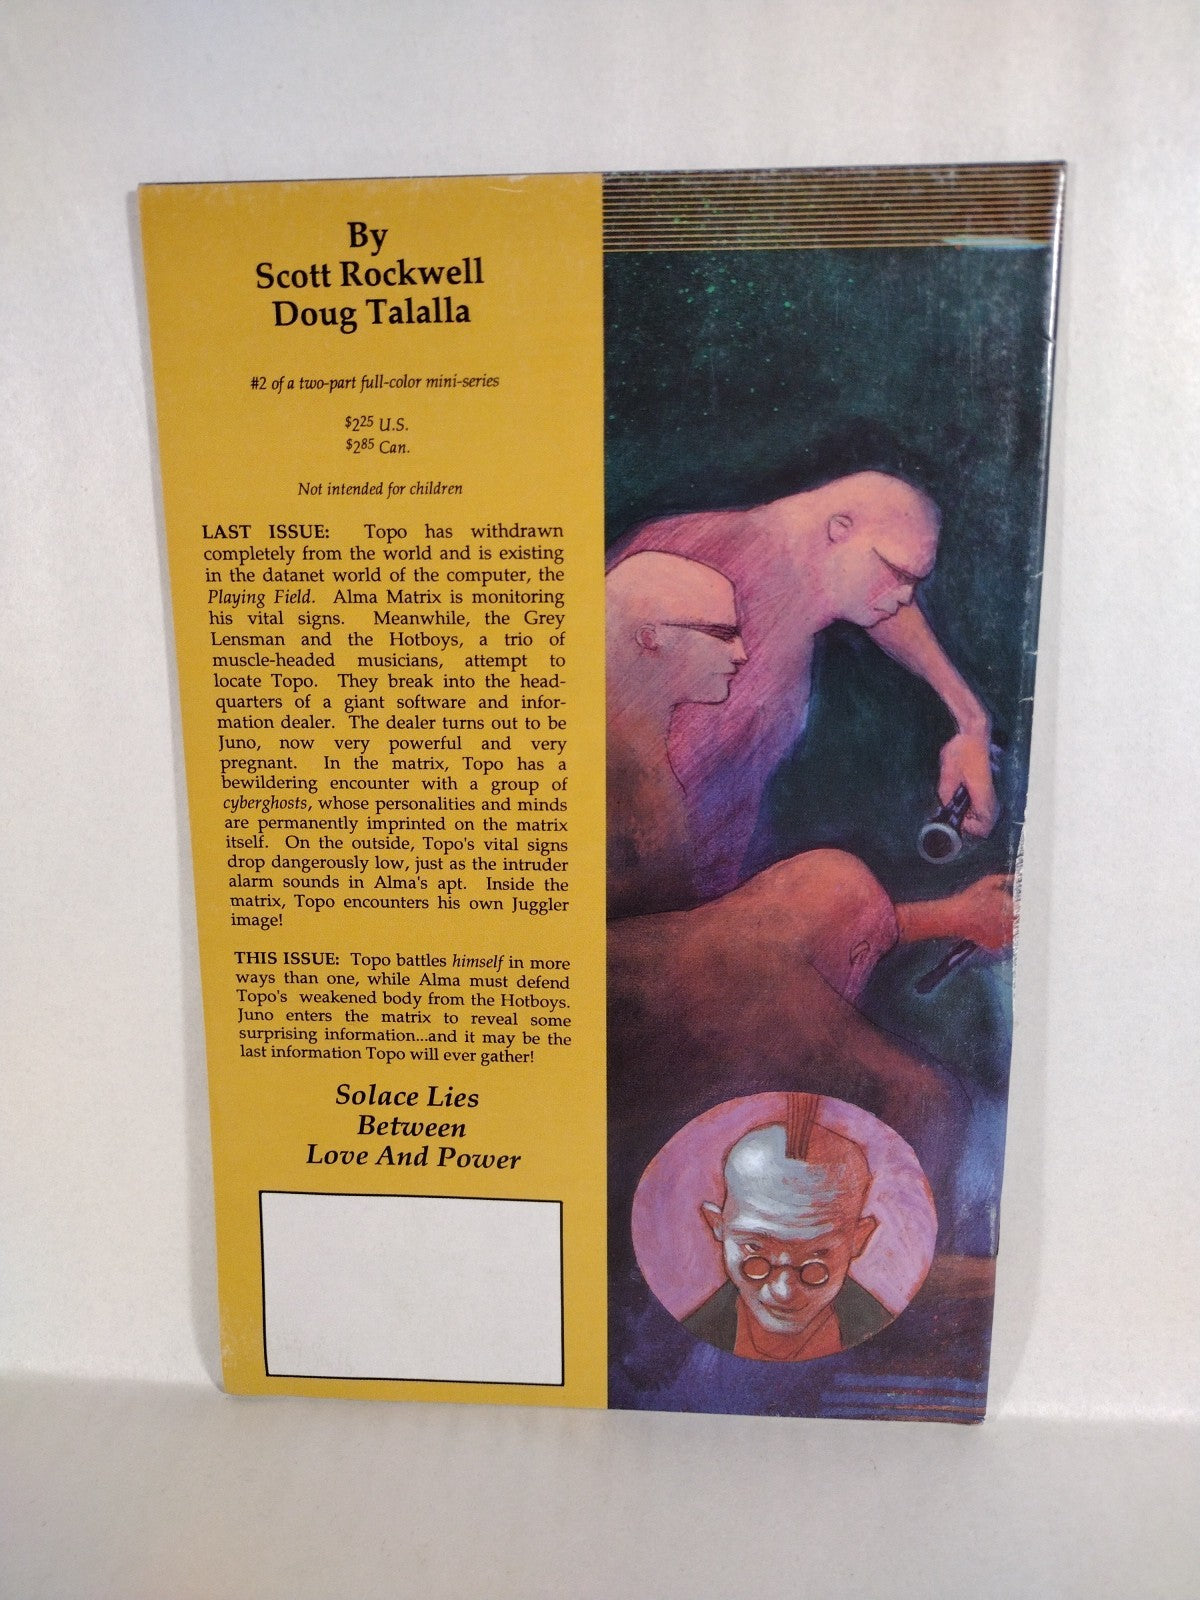 By
Scott Rockwell
Doug Talalla
#2 of a two-part full-color mini-series
$2.25 U.S.
$2.85 Can.
Not intended for children
LAST ISSUE: Topo has withdrawn
completely from the world and is existing
in the datanet world of the computer, the
Playing Field. Alma Matrix is monitoring
his vital signs. Meanwhile, the Grey
Lensman and the Hotboys, a trio of
muscle-headed musicians, attempt to
locate Topo. They break into the head-
quarters of a giant software and infor-
mation dealer. The dealer turns out to be
Juno, now very powerful and very
pregnant. In the matrix, Topo has a
bewildering encounter with a group of
cyberghosts, whose personalities and minds
are permanently imprinted on the matrix
itself. On the outside, Topo's vital signs
drop dangerously low, just as the intruder
alarm sounds in Alma's apt. Inside the
matrix, Topo encounters his own Juggler
image!
THIS ISSUE: Topo battles himself in more
ways than one, while Alma must defend
Topo's weakened body from the Hotboys.
Juno enters the matrix to reveal some
surprising information...and it may be the
last information Topo will ever gather!
Solace Lies
Between
Love And Power